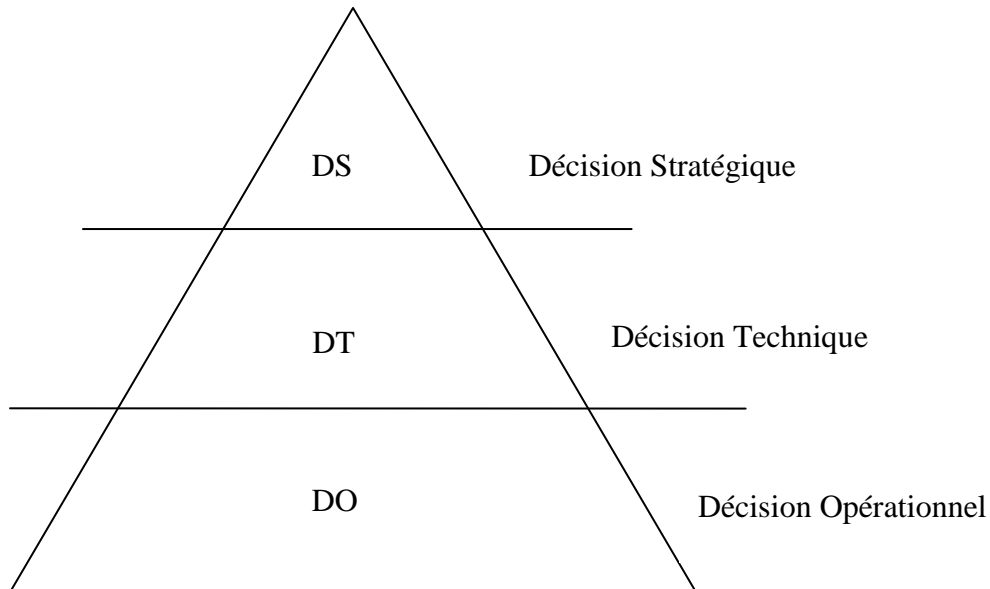 DS
Décision Stratégique
DT
Décision Technique
DO
Décision Opérationnel